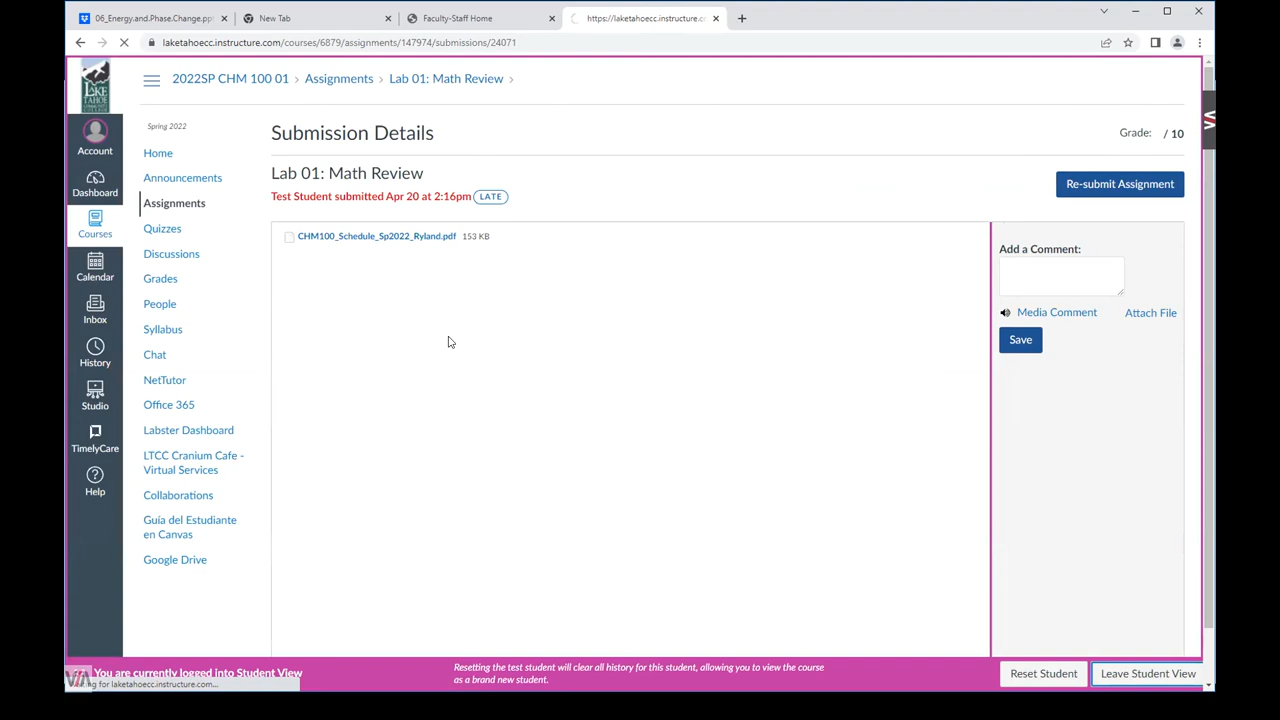 06_Energy.and.Phase.Change.pp
New Tab
Faculty-Staff Home
https://laketahoecc.instructure.c
laketahoecc.instructure.com/courses/6879/assignments/147974/submissions/24071
LAKE
TAHOE
2022SP CHM 100 01 › Assignments › Lab 01: Math Review ›
Account
Dashboard
Courses
Calendar
Inbox
History
Studio
TimelyCare
Help
Spring 2022
Home
Announcements
Assignments
Quizzes
Discussions
Grades
People
Syllabus
Chat
NetTutor
Office 365
Labster Dashboard
LTCC Cranium Cafe -
Virtual Services
Collaborations
Guía del Estudiante
en Canvas
Google Drive
Submission Details
Grade: / 10
Lab 01: Math Review
Test Student submitted Apr 20 at 2:16pm LATE
Re-submit Assignment
CHM100_Schedule_Sp2022_Ryland.pdf 153 KB
Add a Comment:
Media Comment
Attach File
Save
You are currently logged into Student View
Resetting the test student will clear all history for this student, allowing you to view the course
as a brand new student.
Reset Student
Leave Student View
for laketahoecc.instructure.com...